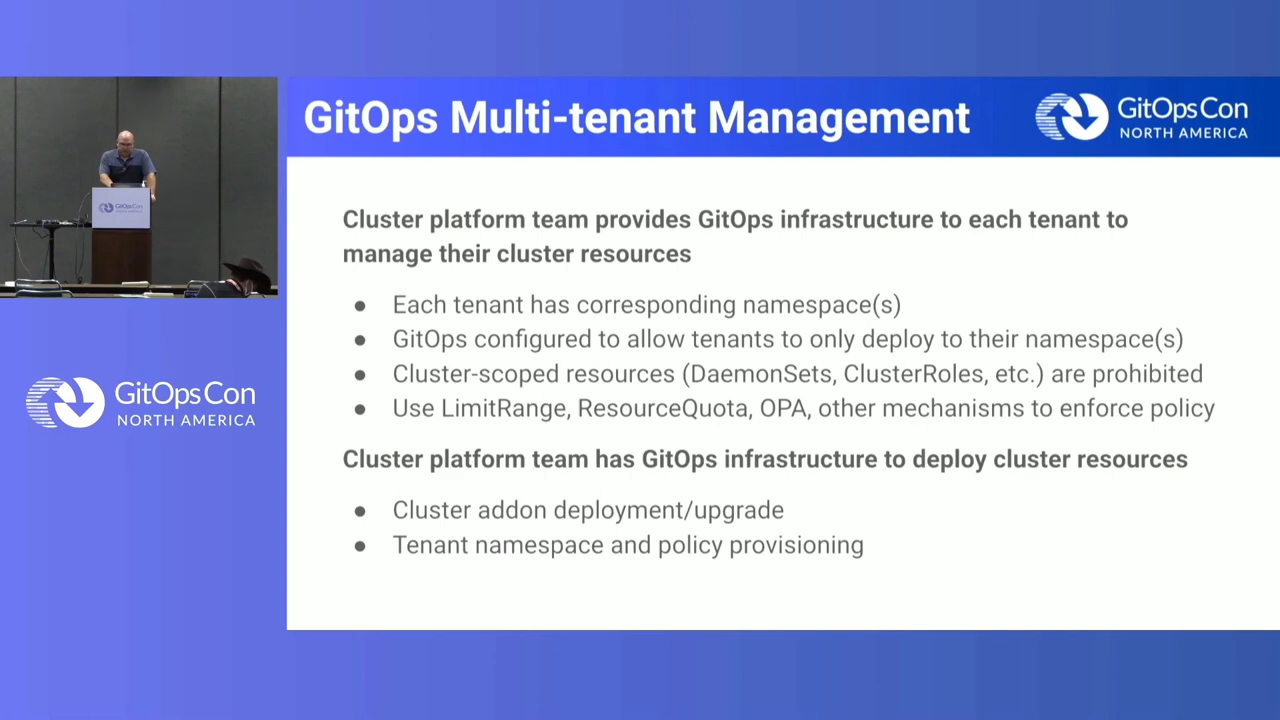 GitOps Multi-tenant Management
GitOpsCon
NORTH AMERICA
Cluster platform team provides GitOps infrastructure to each tenant to
manage their cluster resources
● Each tenant has corresponding namespace(s)
● GitOps configured to allow tenants to only deploy to their namespace(s)
● Cluster-scoped resources (DaemonSets, ClusterRoles, etc.) are prohibited
● Use LimitRange, ResourceQuota, OPA, other mechanisms to enforce policy
Cluster platform team has GitOps infrastructure to deploy cluster resources
● Cluster addon deployment/upgrade
● Tenant namespace and policy provisioning
GitOpsCon
GitOpsCon
NORTH AMERICA